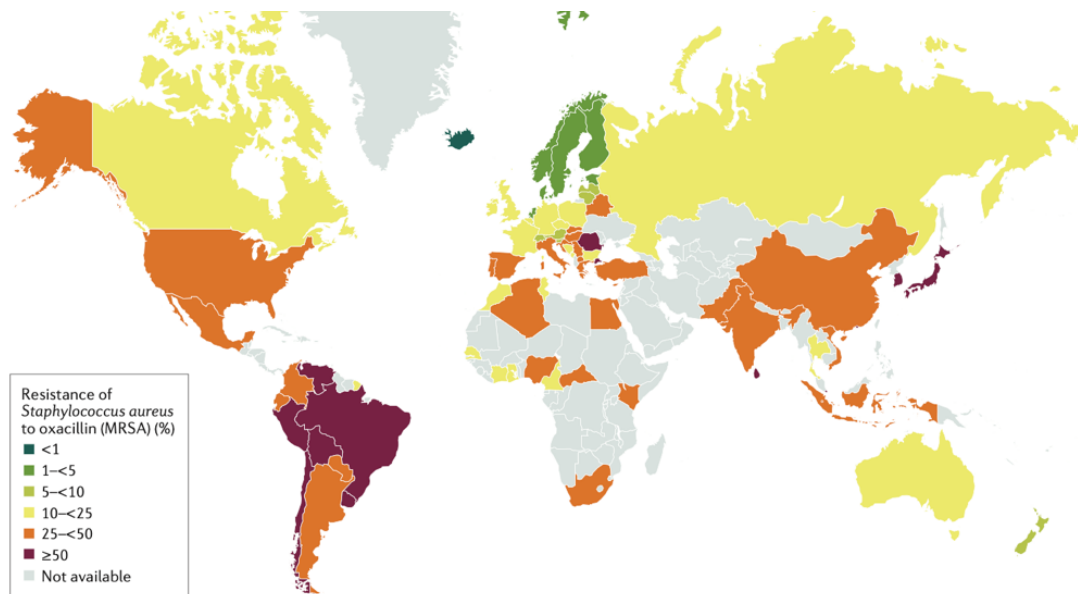 Resistance of
Staphylococcus aureus
to oxacillin (MRSA) (%)
<1
1–<5
5–<10
10–<25
25–<50
≥50
Not available